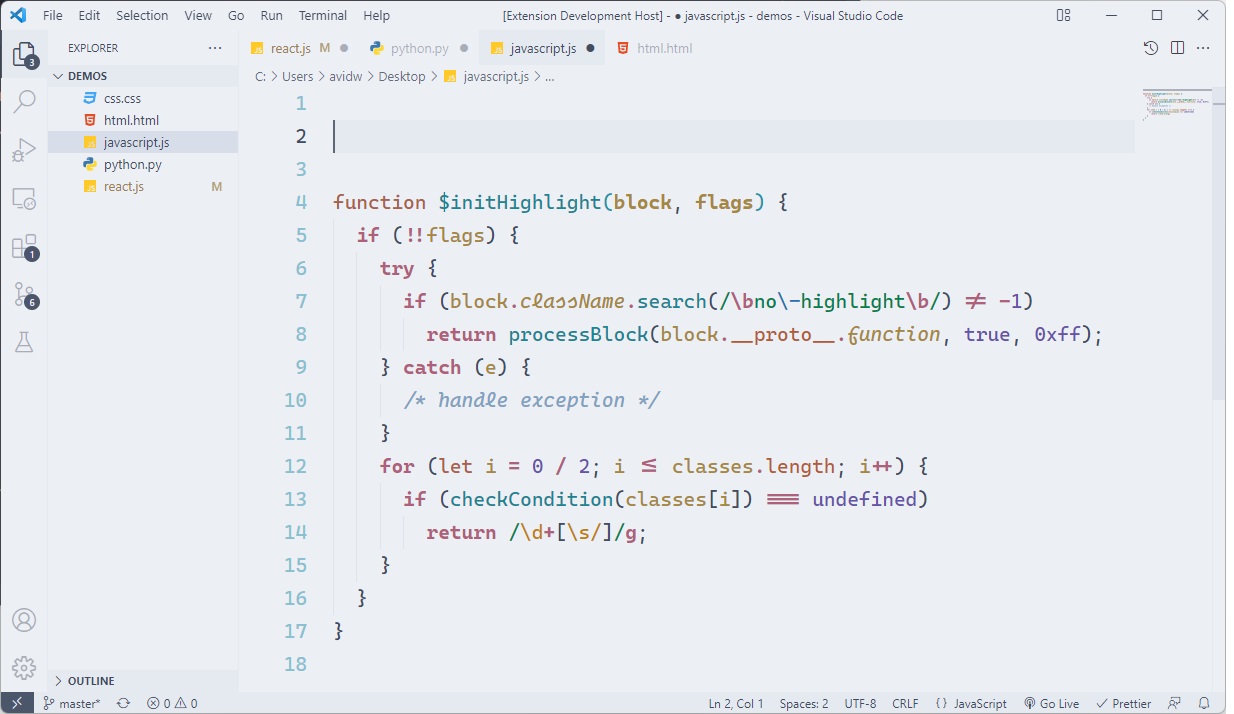 File Edit Selection View Go Run Terminal Help [Extension Development Host] - ● javascript.js - demos - Visual Studio Code
EXPLORER ···
react.js M ● python.py ● javascript.js ● html.html ···
DEMOS
C: > Users > avidw > Desktop > javascript.js > ...
css.css
html.html
javascript.js
python.py
react.js M
3
1
6
1
2
3
4 function $initHighlight(block, flags) {
5 if (!!flags) {
6 try {
7 if (block.className.search(/\bno\-highlight\b/) ≠ -1)
8 return processBlock(block.__proto__.function, true, 0xff);
9 } catch (e) {
10 /* handle exception */
11 }
12 for (let i = 0 / 2; i ≤ classes.length; i++) {
13 if (checkCondition(classes[i]) === undefined)
14 return /\d+[\s/]/g;
15 }
16 }
17 }
18
OUTLINE
master* 0 0 Ln 2, Col 1 Spaces: 2 UTF-8 CRLF {} JavaScript Go Live Prettier